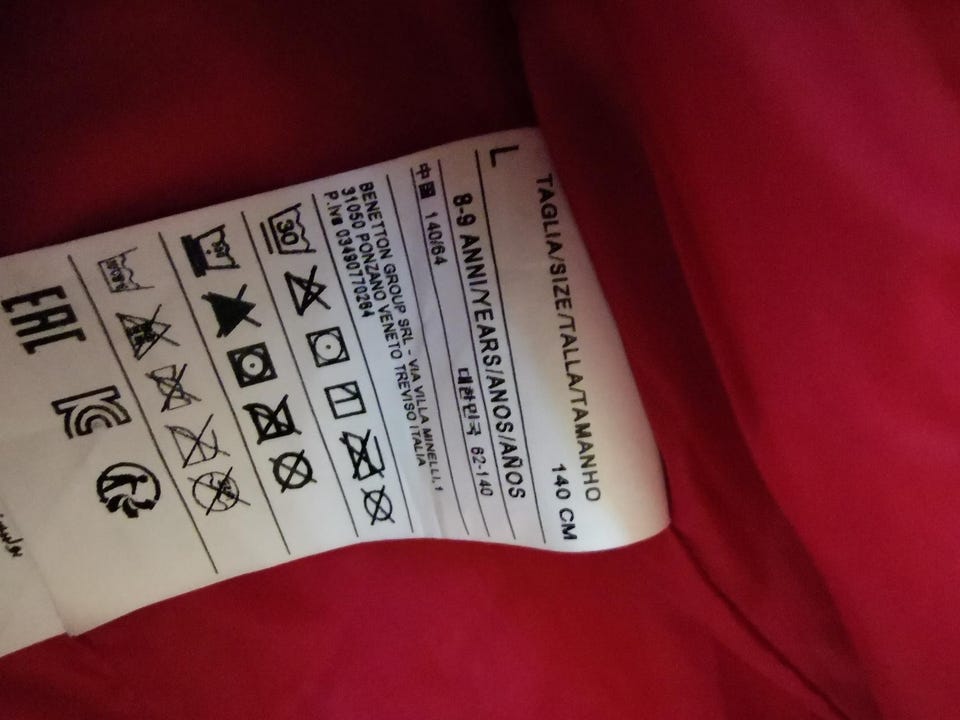 TAGLIA/SIZE/TALLA/TAMANHO
140 CM
L
8-9 ANNI/YEARS/ANOS/AÑOS
대한민국 62-140
中国 140/64
BENETTON GROUP SRL - VIA VILLA MINELLI, 1
31050 PONZANO VENETO TREVISO ITALIA
P.Iva 03490770264
30
EAC